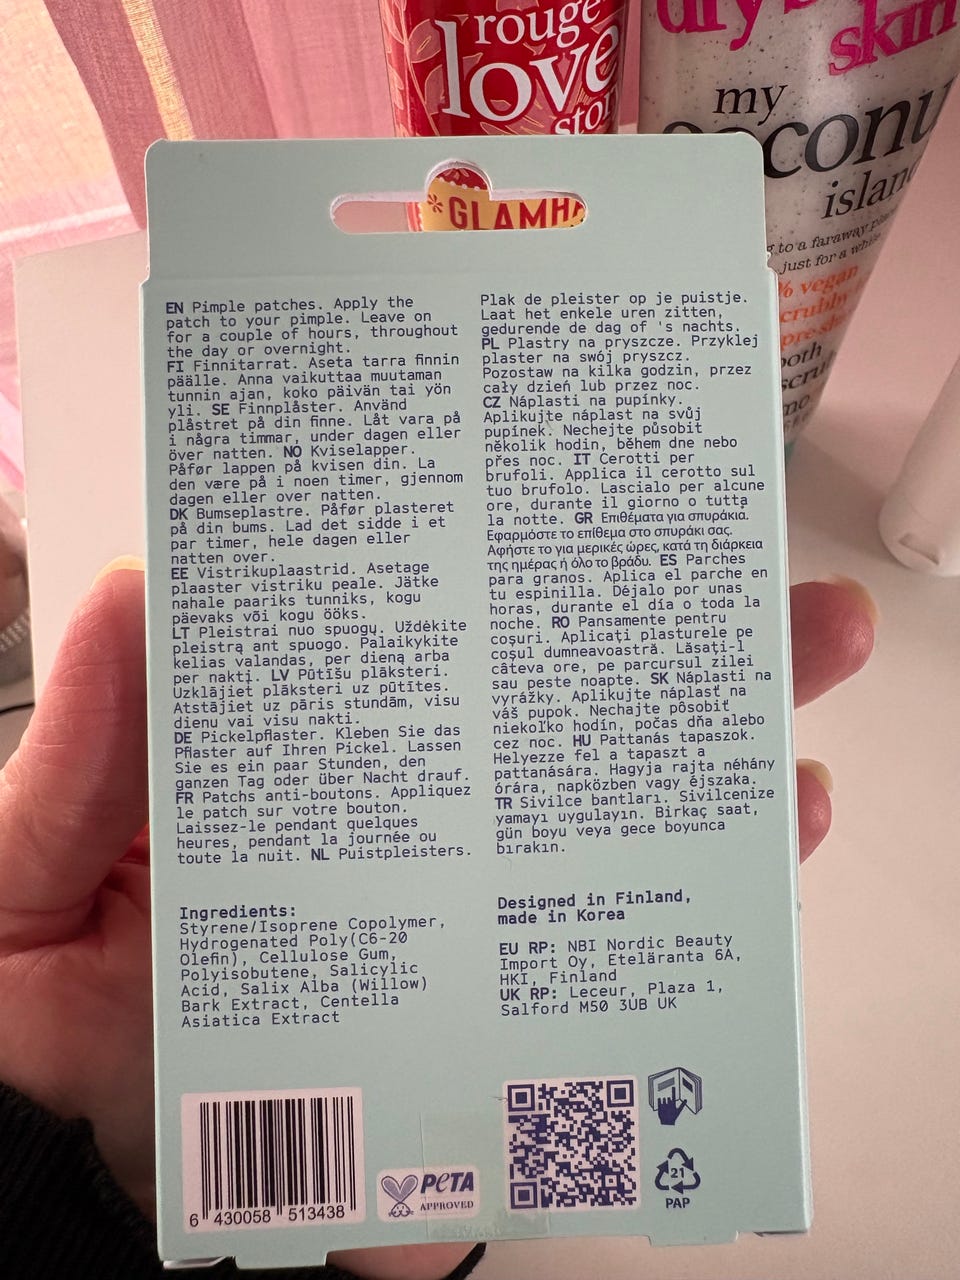 rouge
love
stor
skin
my
coconu
island
g to a faraway place
just for a while
% vegan
* GLAMH
EN Pimple patches. Apply the
patch to your pimple. Leave on
for a couple of hours, throughout
the day or overnight.
FI Finnitarrat. Aseta tarra finnin
päälle. Anna vaikuttaa muutaman
tunnin ajan, koko päivän tai yön
yli. SE Finnplåster. Använd
plåstret på din finne. Låt vara på
i några timmar, under dagen eller
över natten. NO Kviselapper.
Påfør lappen på kvisen din. La
den være på i noen timer, gjennom
dagen eller over natten.
DK Bumseplastre. Påfør plasteret
på din bums. Lad det sidde i et
par timer, hele dagen eller
natten over.
EE Vistrikuplaastrid. Asetage
plaaster vistriku peale. Jätke
nahale paariks tunniks, kogu
päevaks või kogu ööks.
LT Pleistrai nuo spuogų. Uždėkite
pleistrą ant spuogo. Palaikykite
kelias valandas, per dieną arba
per naktį. LV Pūtīšu plāksteri.
Uzklājiet plāksteri uz pūtītes.
Atstājiet uz pāris stundām, visu
dienu vai visu nakti.
DE Pickelpflaster. Kleben Sie das
Pflaster auf Ihren Pickel. Lassen
Sie es ein paar Stunden, den
ganzen Tag oder über Nacht drauf.
FR Patchs anti-boutons. Appliquez
le patch sur votre bouton.
Laissez-le pendant quelques
heures, pendant la journée ou
toute la nuit. NL Puistpleisters.
Plak de pleister op je puistje.
Laat het enkele uren zitten,
gedurende de dag of 's nachts.
PL Plastry na pryszcze. Przyklej
plaster na swój pryszcz.
Pozostaw na kilka godzin, przez
cały dzień lub przez noc.
CZ Náplasti na pupínky.
Aplikujte náplast na svůj
pupínek. Nechejte působit
několik hodin, během dne nebo
přes noc. IT Cerotti per
brufoli. Applica il cerotto sul
tuo brufolo. Lascialo per alcune
ore, durante il giorno o tutta
la notte. GR Επιθέματα για σπυράκια.
Εφαρμόστε το επίθεμα στο σπυράκι σας.
Αφήστε το για μερικές ώρες, κατά τη διάρκεια
της ημέρας ή όλο το βράδυ. ES Parches
para granos. Aplica el parche en
tu espinilla. Déjalo por unas
horas, durante el día o toda la
noche. RO Pansamente pentru
coșuri. Aplicați plasturele pe
coșul dumneavoastră. Lăsați-l
câteva ore, pe parcursul zilei
sau peste noapte. SK Náplasti na
vyrážky. Aplikujte náplasť na
váš pupok. Nechajte pôsobiť
niekoľko hodín, počas dňa alebo
cez noc. HU Pattanás tapaszok.
Helyezze fel a tapaszt a
pattanására. Hagyja rajta néhány
órára, napközben vagy éjszaka.
TR Sivilce bantları. Sivilcenize
yamayı uygulayın. Birkaç saat,
gün boyu veya gece boyunca
bırakın.
Ingredients:
Styrene/Isoprene Copolymer,
Hydrogenated Poly(C6-20
Olefin), Cellulose Gum,
Polyisobutene, Salicylic
Acid, Salix Alba (Willow)
Bark Extract, Centella
Asiatica Extract
Designed in Finland,
made in Korea
EU RP: NBI Nordic Beauty
Import Oy, Eteläranta 6A,
HKI, Finland
UK RP: Leceur, Plaza 1,
Salford M50 3UB UK
6 430058 513438
PETA
APPROVED
21
PAP